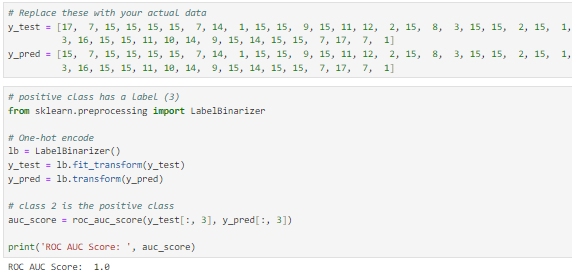 # Replace these with your actual data
y_test = [17, 7, 15, 15, 15, 15, 7, 14, 1, 15, 15, 9, 15, 11, 12, 2, 15, 8, 3, 15, 15, 2, 15, 1,
3, 16, 15, 15, 11, 10, 14, 9, 15, 14, 15, 15, 7, 17, 7, 1]
y_pred = [15, 7, 15, 15, 15, 15, 7, 14, 1, 15, 15, 9, 15, 11, 12, 2, 15, 8, 3, 15, 15, 2, 15, 1,
3, 16, 15, 15, 11, 10, 14, 9, 15, 14, 15, 15, 7, 17, 7, 1]
# positive class has a label (3)
from sklearn.preprocessing import LabelBinarizer
# One-hot encode
lb = LabelBinarizer()
y_test = lb.fit_transform(y_test)
y_pred = lb.transform(y_pred)
# class 2 is the positive class
auc_score = roc_auc_score(y_test[:, 3], y_pred[:, 3])
print('ROC AUC Score: ', auc_score)
ROC AUC Score:  1.0